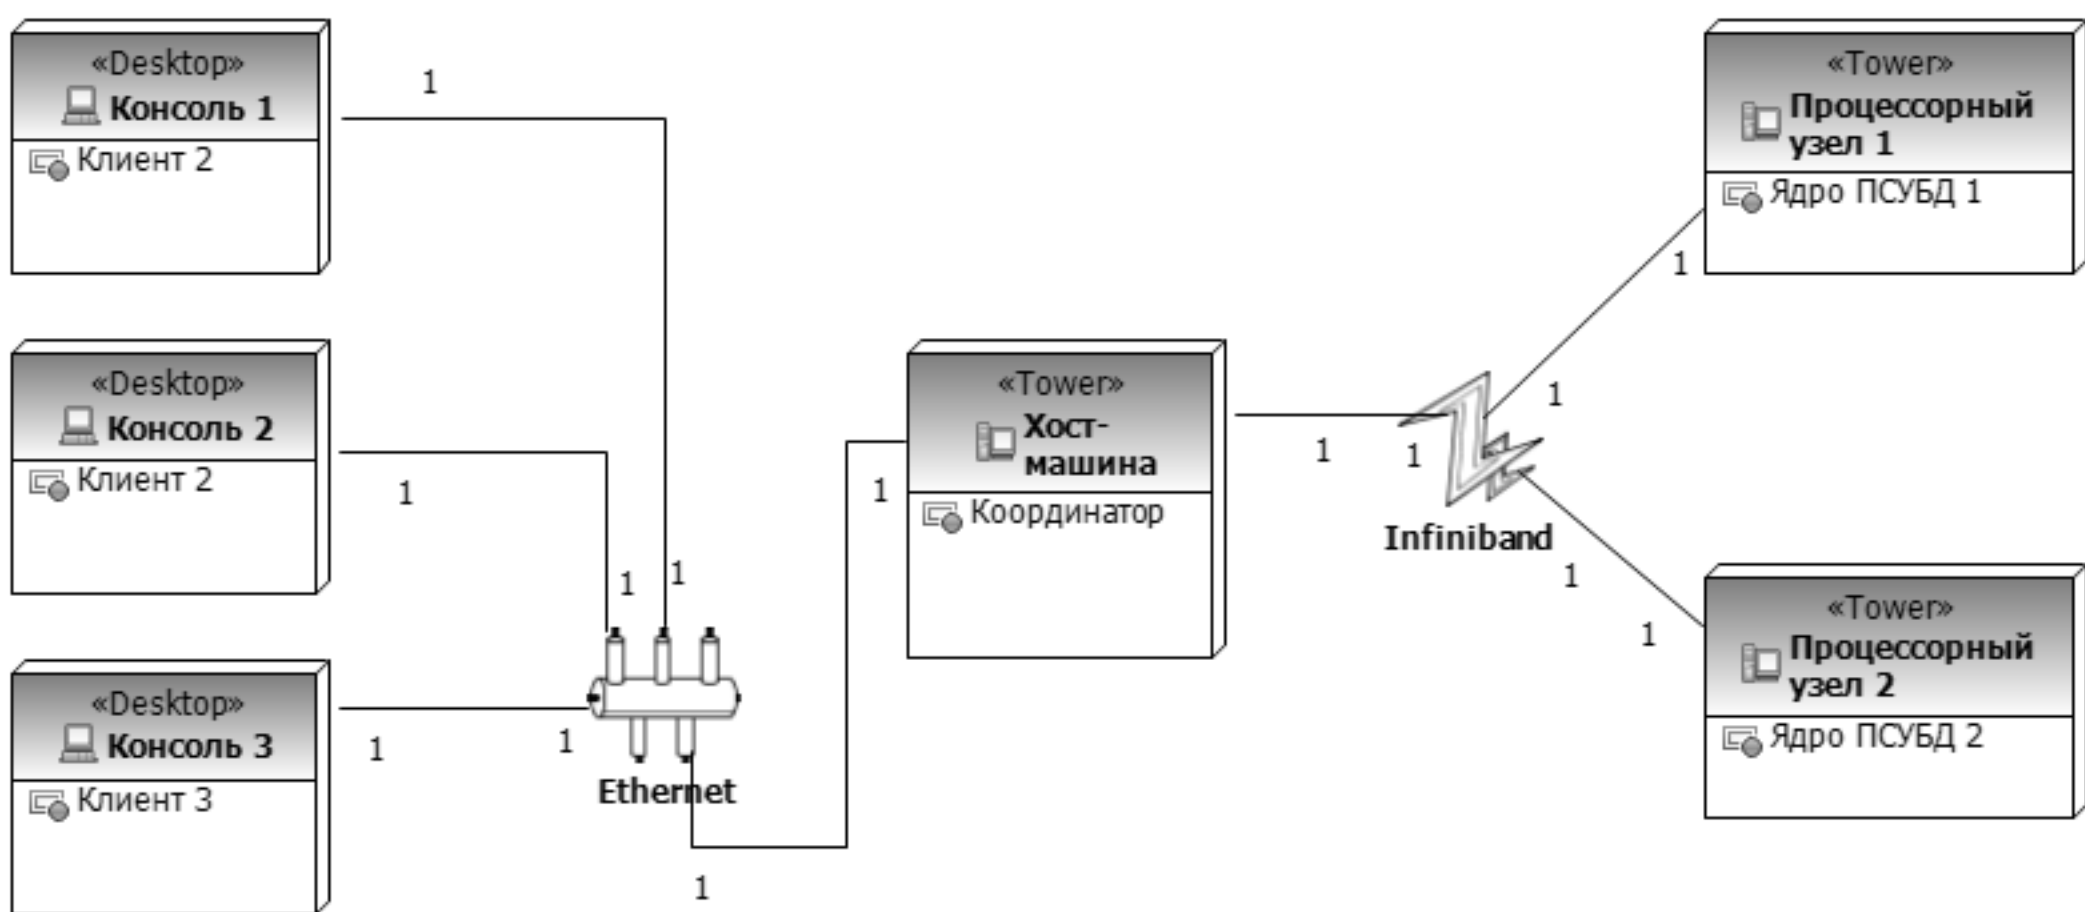 «Desktop»
Консоль 1
Клиент 2
1
«Desktop»
Консоль 2
Клиент 2
1
1
1
«Desktop»
Консоль 3
Клиент 3
1
1
Ethernet
1
1
«Tower»
Хост-
машина
Координатор
1
1
Infiniband
1
1
«Tower»
Процессорный
узел 1
Ядро ПСУБД 1
1
1
«Tower»
Процессорный
узел 2
Ядро ПСУБД 2